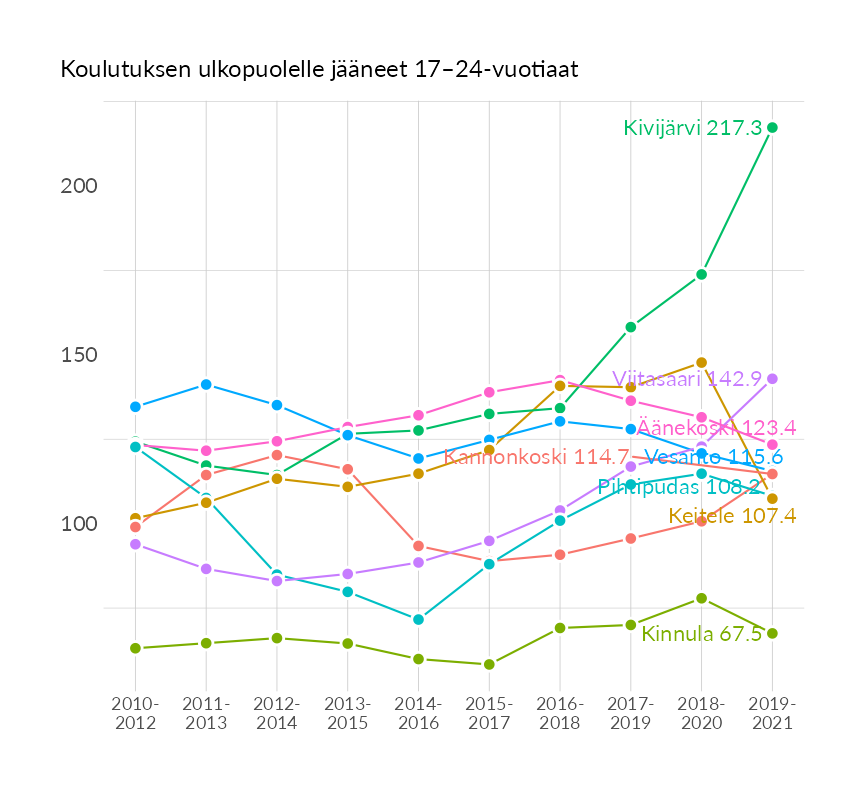 Koulutuksen ulkopuolelle jääneet 17–24-vuotiaat
Kivijärvi 217.3
200
150
Viitasaari 142.9
Äänekoski 123.4
Kannonkoski 114.7
Vesanto 115.6
Pihtipudas 108.2
Keitele 107.4
100
Kinnula 67.5
2010-
2012
2011-
2013
2012-
2014
2013-
2015
2014-
2016
2015-
2017
2016-
2018
2017-
2019
2018-
2020
2019-
2021